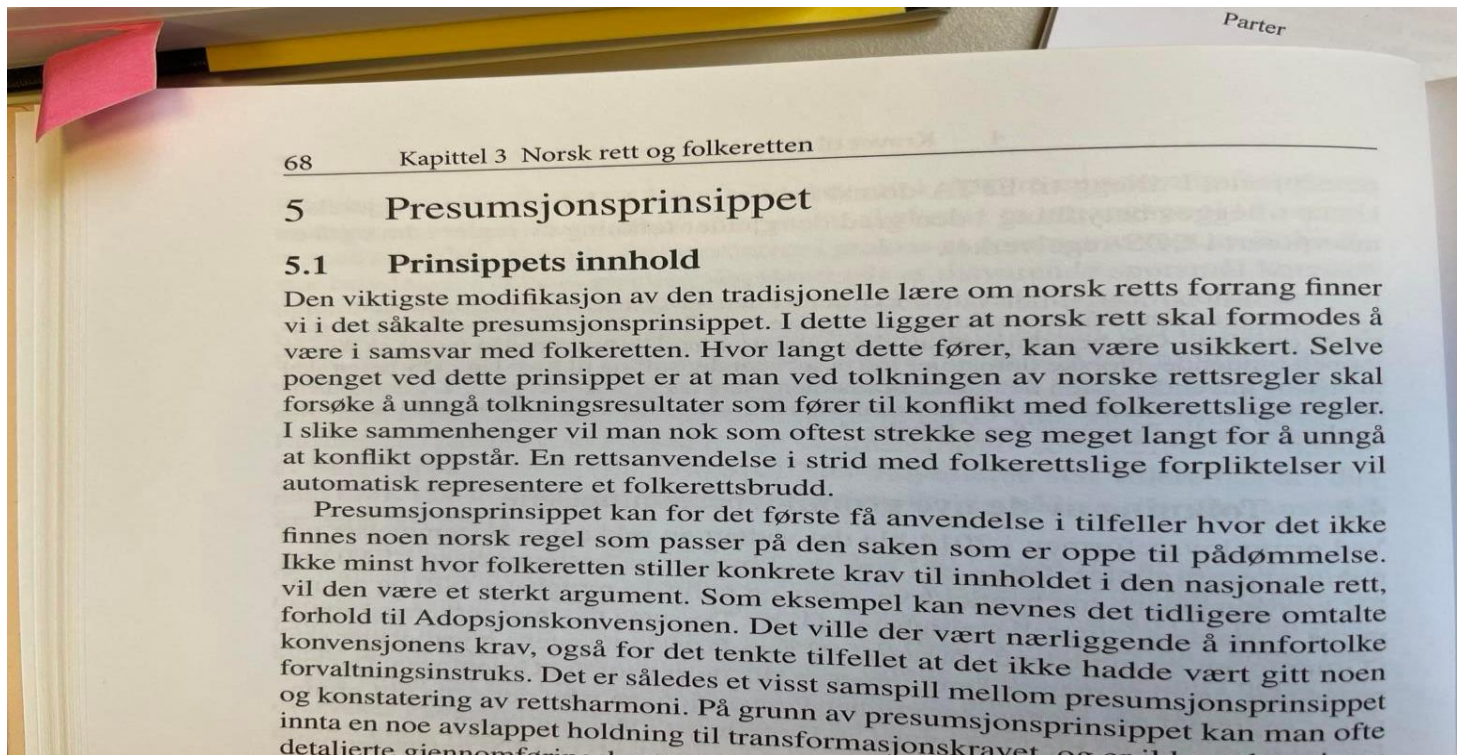 Parter
68 Kapittel 3 Norsk rett og folkeretten
5 Presumsjonsprinsippet
5.1 Prinsippets innhold
Den viktigste modifikasjon av den tradisjonelle lære om norsk retts forrang finner
vi i det såkalte presumsjonsprinsippet. I dette ligger at norsk rett skal formodes å
være i samsvar med folkeretten. Hvor langt dette fører, kan være usikkert. Selve
poenget ved dette prinsippet er at man ved tolkningen av norske rettsregler skal
forsøke å unngå tolkningsresultater som fører til konflikt med folkerettslige regler.
I slike sammenhenger vil man nok som oftest strekke seg meget langt for å unngå
at konflikt oppstår. En rettsanvendelse i strid med folkerettslige forpliktelser vil
automatisk representere et folkerettsbrudd.
Presumsjonsprinsippet kan for det første få anvendelse i tilfeller hvor det ikke
finnes noen norsk regel som passer på den saken som er oppe til pådømmelse.
Ikke minst hvor folkeretten stiller konkrete krav til innholdet i den nasjonale rett,
vil den være et sterkt argument. Som eksempel kan nevnes det tidligere omtalte
forhold til Adopsjonskonvensjonen. Det ville der vært nærliggende å innfortolke
konvensjonens krav, også for det tenkte tilfellet at det ikke hadde vært gitt noen
forvaltningsinstruks. Det er således et visst samspill mellom presumsjonsprinsippet
og konstatering av rettsharmoni. På grunn av presumsjonsprinsippet kan man ofte
innta en noe avslappet holdning til transformasjonskravet, og
detaljerte